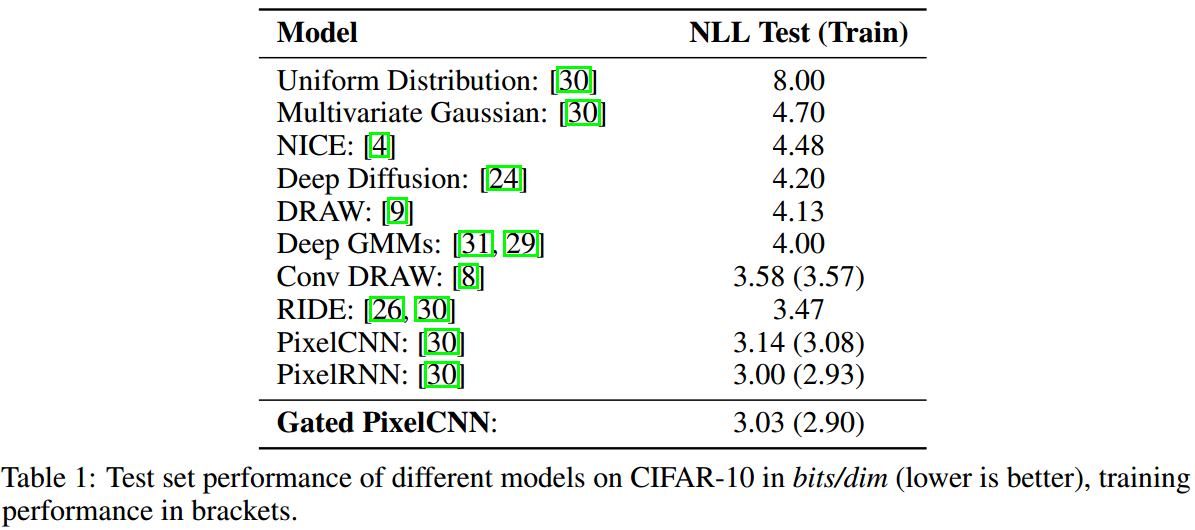 Model NLL Test (Train)
Uniform Distribution: [30] 8.00
Multivariate Gaussian: [30] 4.70
NICE: [4] 4.48
Deep Diffusion: [24] 4.20
DRAW: [9] 4.13
Deep GMMs: [31, 29] 4.00
Conv DRAW: [8] 3.58 (3.57)
RIDE: [26, 30] 3.47
PixelCNN: [30] 3.14 (3.08)
PixelRNN: [30] 3.00 (2.93)
Gated PixelCNN: 3.03 (2.90)
Table 1: Test set performance of different models on CIFAR-10 in bits/dim (lower is better), training
performance in brackets.